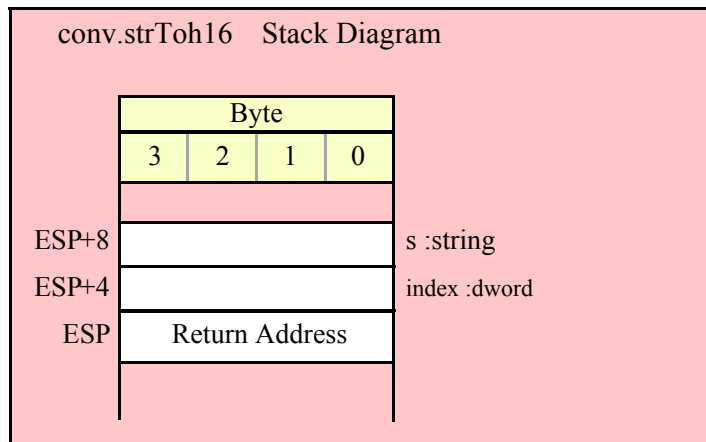 conv.strToh16 Stack Diagram
Byte
3 2 1 0
ESP+8 s :string
ESP+4 index :dword
ESP Return Address